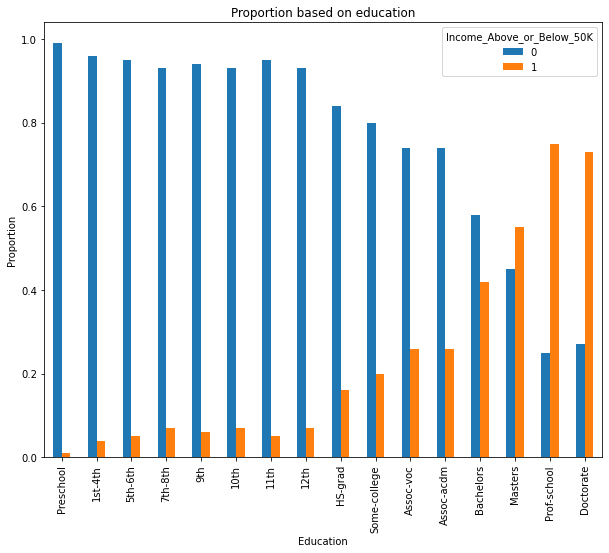 Proportion based on education
Income_Above_or_Below_50K
0
1
Proportion
1.0
0.8
0.6
0.4
0.2
0.0
Preschool
1st-4th
5th-6th
7th-8th
9th
10th
11th
12th
HS-grad
Some-college
Assoc-voc
Assoc-acdm
Bachelors
Masters
Prof-school
Doctorate
Education